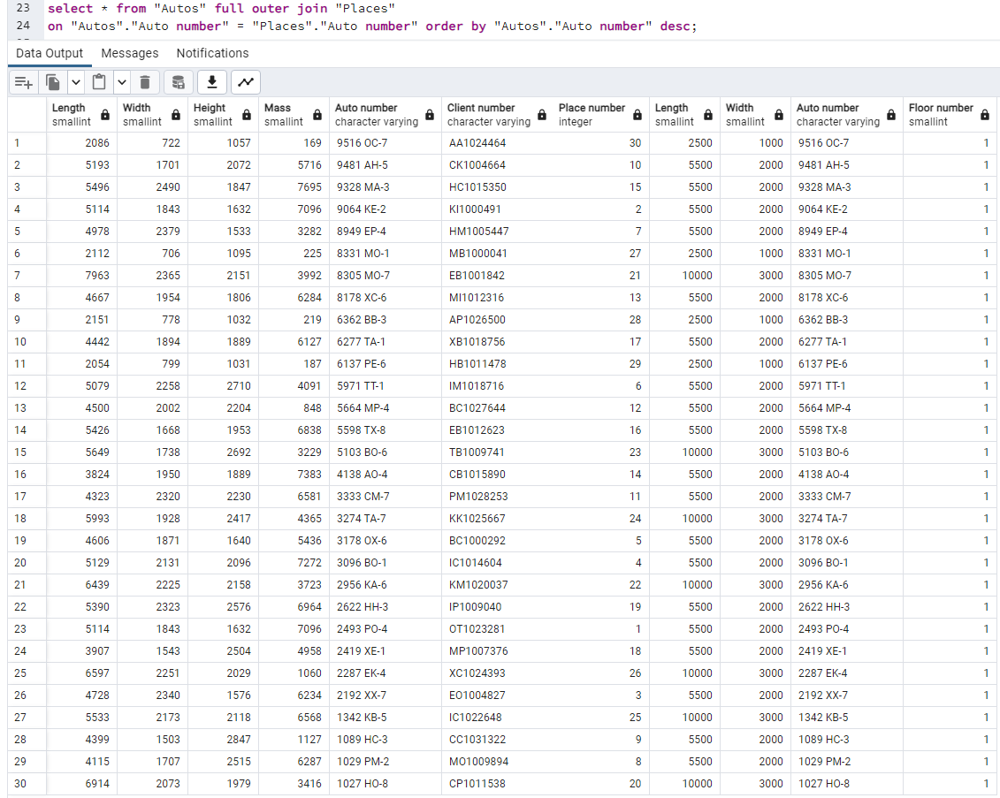 23 select * from "Autos" full outer join "Places"
24 on "Autos"."Auto number" = "Places"."Auto number" order by "Autos"."Auto number" desc;
Data Output Messages Notifications
Length Width Height Mass Auto number Client number Place number Length Width Auto number Floor number
smallint smallint smallint smallint character varying character varying integer smallint smallint character varying smallint
1 2086 722 1057 169 9516 OC-7 AA1024464 30 2500 1000 9516 OC-7 1
2 5193 1701 2072 5716 9481 AH-5 CK1004664 10 5500 2000 9481 AH-5 1
3 5496 2490 1847 7695 9328 MA-3 HC1015350 15 5500 2000 9328 MA-3 1
4 5114 1843 1632 7096 9064 KE-2 KI1000491 2 5500 2000 9064 KE-2 1
5 4978 2379 1533 3282 8949 EP-4 HM1005447 7 5500 2000 8949 EP-4 1
6 2112 706 1095 225 8331 MO-1 MB1000041 27 2500 1000 8331 MO-1 1
7 7963 2365 2151 3992 8305 MO-7 EB1001842 21 10000 3000 8305 MO-7 1
8 4667 1954 1806 6284 8178 XC-6 MI1012316 13 5500 2000 8178 XC-6 1
9 2151 778 1032 219 6362 BB-3 AP1026500 28 2500 1000 6362 BB-3 1
10 4442 1894 1889 6127 6277 TA-1 XB1018756 17 5500 2000 6277 TA-1 1
11 2054 799 1031 187 6137 PE-6 HB1011478 29 2500 1000 6137 PE-6 1
12 5079 2258 2710 4091 5971 TT-1 IM1018716 6 5500 2000 5971 TT-1 1
13 4500 2002 2204 848 5664 MP-4 BC1027644 12 5500 2000 5664 MP-4 1
14 5426 1668 1953 6838 5598 TX-8 EB1012623 16 5500 2000 5598 TX-8 1
15 5649 1738 2692 3229 5103 BO-6 TB1009741 23 10000 3000 5103 BO-6 1
16 3824 1950 1889 7383 4138 AO-4 CB1015890 14 5500 2000 4138 AO-4 1
17 4323 2320 2230 6581 3333 CM-7 PM1028253 11 5500 2000 3333 CM-7 1
18 5993 1928 2417 4365 3274 TA-7 KK1025667 24 10000 3000 3274 TA-7 1
19 4606 1871 1640 5436 3178 OX-6 BC1000292 5 5500 2000 3178 OX-6 1
20 5129 2131 2096 7272 3096 BO-1 IC1014604 4 5500 2000 3096 BO-1 1
21 6439 2225 2158 3723 2956 KA-6 KM1020037 22 10000 3000 2956 KA-6 1
22 5390 2323 2576 6964 2622 HH-3 IP1009040 19 5500 2000 2622 HH-3 1
23 5114 1843 1632 7096 2493 PO-4 OT1023281 1 5500 2000 2493 PO-4 1
24 3907 1543 2504 4958 2419 XE-1 MP1007376 18 5500 2000 2419 XE-1 1
25 6597 2251 2029 1060 2287 EK-4 XC1024393 26 10000 3000 2287 EK-4 1
26 4728 2340 1576 6234 2192 XX-7 EO1004827 3 5500 2000 2192 XX-7 1
27 5533 2173 2118 6568 1342 KB-5 IC1022648 25 10000 3000 1342 KB-5 1
28 4399 1503 2847 1127 1089 HC-3 CC1031322 9 5500 2000 1089 HC-3 1
29 4115 1707 2515 6287 1029 PM-2 MO1009894 8 5500 2000 1029 PM-2 1
30 6914 2073 1979 3416 1027 HO-8 CP1011538 20 10000 3000 1027 HO-8 1